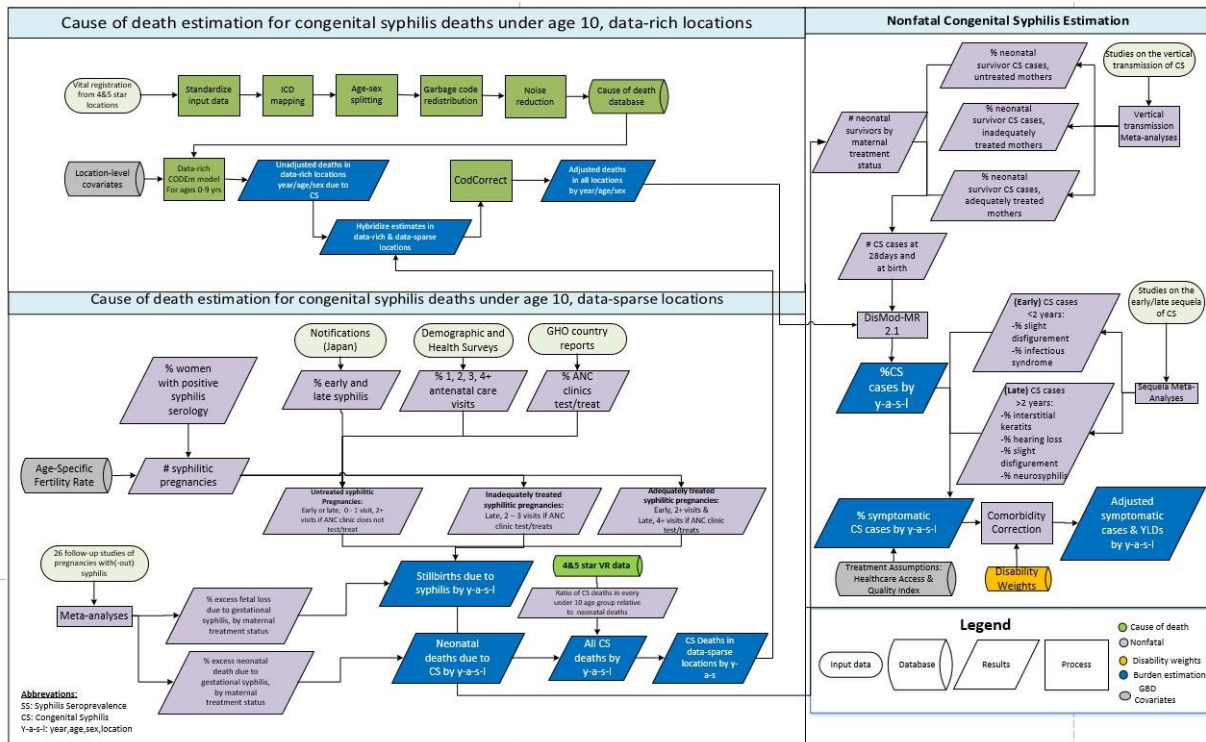 Cause of death estimation for congenital syphilis deaths under age 10, data-rich locations
Vital registration
from 4&5 star
locations
Standardize
input data
ICD
mapping
Age-sex
splitting
Garbage code
redistribution
Noise
reduction
Cause of death
database
Location-level
covariates
Data-rich
CODEm model
For ages 0-9 yrs
Unadjusted deaths in
data-rich locations
year/age/sex due to
CS
CodCorrect
Adjusted deaths
in all locations
by year/age/sex
Hybridize estimates in
data-rich & data-sparse
locations
Cause of death estimation for congenital syphilis deaths under age 10, data-sparse locations
Notifications
(Japan)
Demographic and
Health Surveys
GHO country
reports
% women
with positive
syphilis
serology
% early and
late syphilis
% 1, 2, 3, 4+
antenatal care
visits
% ANC
clinics
test/treat
Age-Specific
Fertility Rate
# syphilitic
pregnancies
Untreated syphilitic
Pregnancies:
Early or late, 0 - 1 visit, 2+
visits if ANC clinic does not
test/treat
Inadequately treated
syphilitic pregnancies:
Late, 2 – 3 visits if ANC
clinic test/treats
Adequately treated
syphilitic pregnancies:
Early, 2+ visits &
Late, 4+ visits if ANC clinic
test/treats
26 follow-up studies of
pregnancies with(-out)
syphilis
Meta-analyses
% excess fetal loss
due to gestational
syphilis, by maternal
treatment status
Stillbirths due to
syphilis by y-a-s-l
4&5 star VR data
Ratio of CS deaths in every
under 10 age group relative
to neonatal deaths
% excess neonatal
death due to
gestational syphilis,
by maternal
treatment status
Neonatal
deaths due to
CS by y-a-s-l
All CS
deaths by
y-a-s-l
CS Deaths in
data-sparse
locations by y-
a-s
Abbrevations:
SS: Syphilis Seroprevalence
CS: Congenital Syphilis
Y-a-s-l: year,age,sex,location
Nonfatal Congenital Syphilis Estimation
% neonatal
survivor CS cases,
untreated mothers
Studies on the vertical
transmission of CS
# neonatal
survivors by
maternal
treatment
status
% neonatal
survivor CS cases,
inadequately
treated mothers
Vertical
transmission
Meta-analyses
% neonatal
survivor CS cases,
adequately treated
mothers
# CS cases at
28days and
at birth
DisMod-MR
2.1
(Early) CS cases
<2 years:
-% slight
disfigurement
-% infectious
syndrome
Studies on the
early/late sequela
of CS
%CS
cases by
y-a-s-l
(Late) CS cases
>2 years:
-% interstitial
keratits
-% hearing loss
-% slight
disfigurement
-% neurosyphilis
Sequela Meta-
Analyses
% symptomatic
CS cases by y-a-s-l
Comorbidity
Correction
Adjusted
symptomatic
cases & YLDs
by y-a-s-l
Treatment Assumptions:
Healthcare Access &
Quality Index
Disability
Weights
Legend
Input data
Database
Results
Process
Cause of death
Nonfatal
Disability weights
Burden estimation
GBD
Covariates